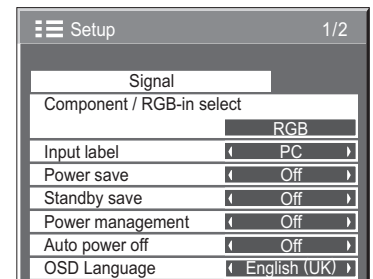 Setup 1/2
Signal
Component / RGB-in select
RGB
Input label PC
Power save Off
Standby save Off
Power management Off
Auto power off Off
OSD Language English (UK)